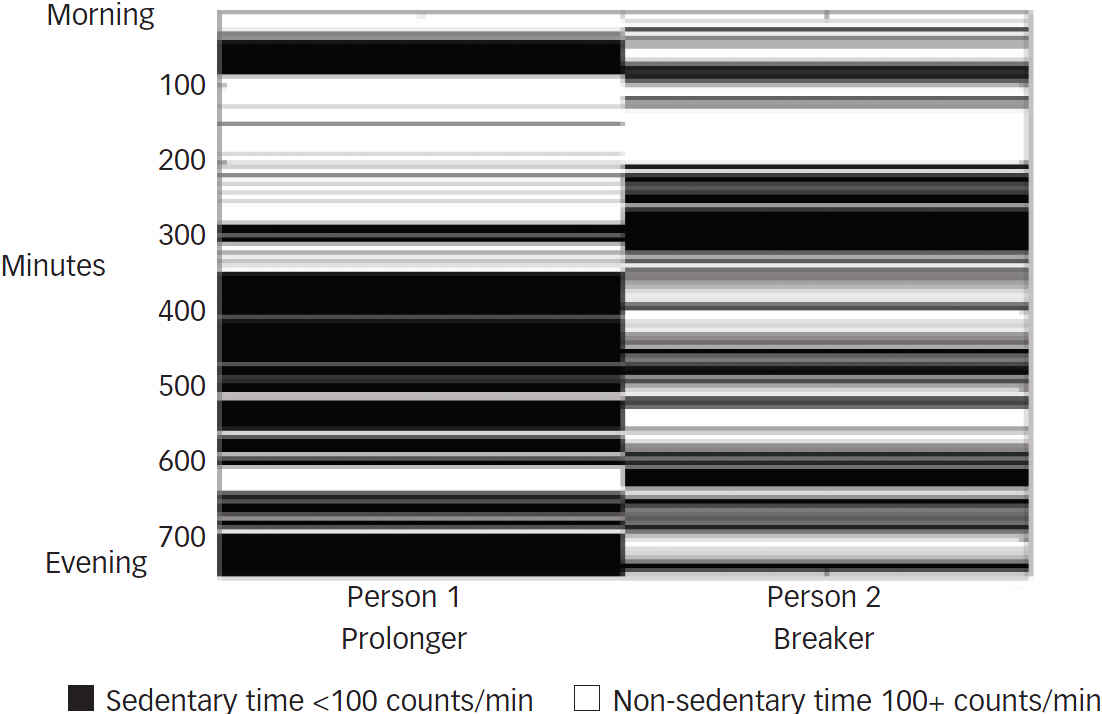 Morning
100
200
300
Minutes
400
500
600
700
Evening
Person 1
Prolonger
Person 2
Breaker
Sedentary time <100 counts/min
Non-sedentary time 100+ counts/min